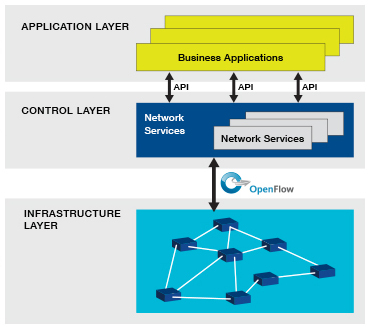 APPLICATION LAYER
Business Applications
API API API
CONTROL LAYER
Network
Services
Network Services
OpenFlow
INFRASTRUCTURE
LAYER